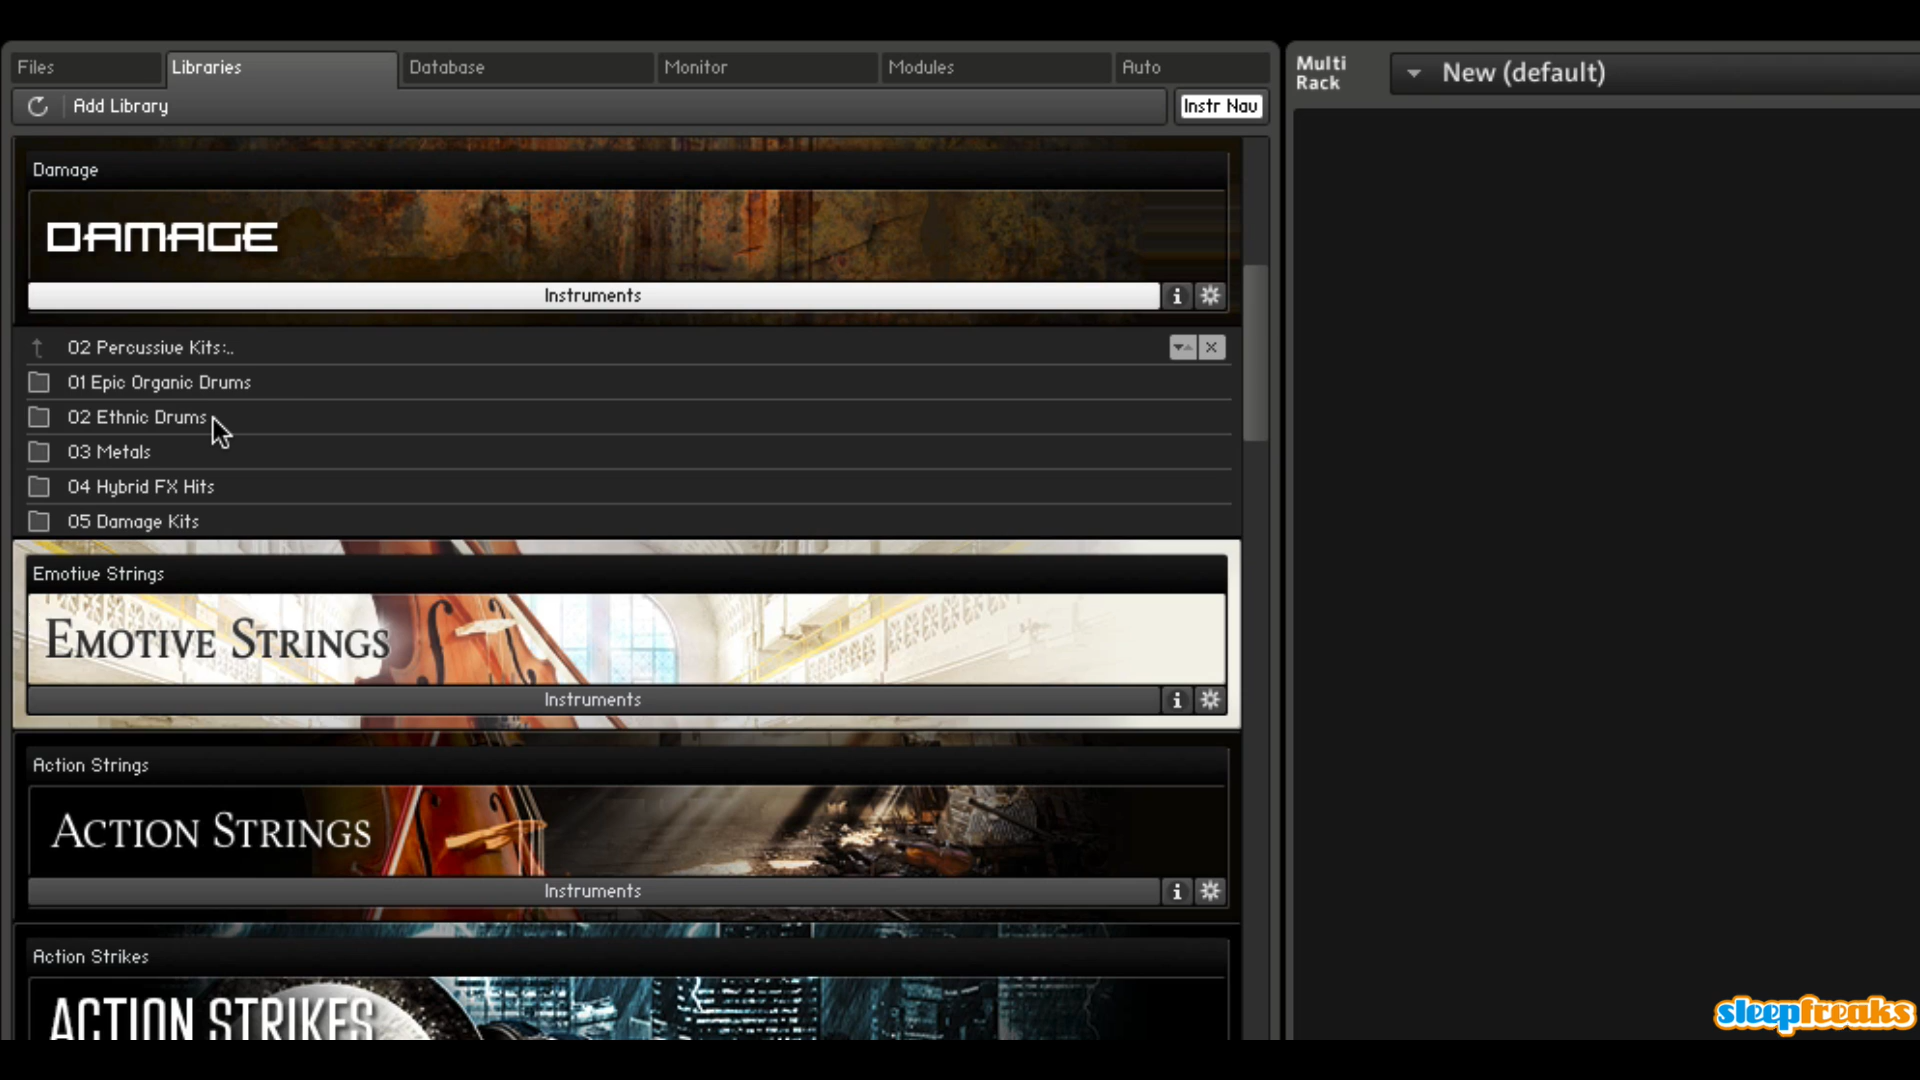 Files
Libraries
Database
Monitor
Modules
Auto
Add Library
Instr Nav
Multi
Rack
New (default)
Damage
DAMAGE
Instruments
02 Percussive Kits:..
01 Epic Organic Drums
02 Ethnic Drums
03 Metals
04 Hybrid FX Hits
05 Damage Kits
Emotive Strings
EMOTIVE STRINGS
Instruments
Action Strings
ACTION STRINGS
Instruments
Action Strikes
ACTION STRIKES
sleepfreaks